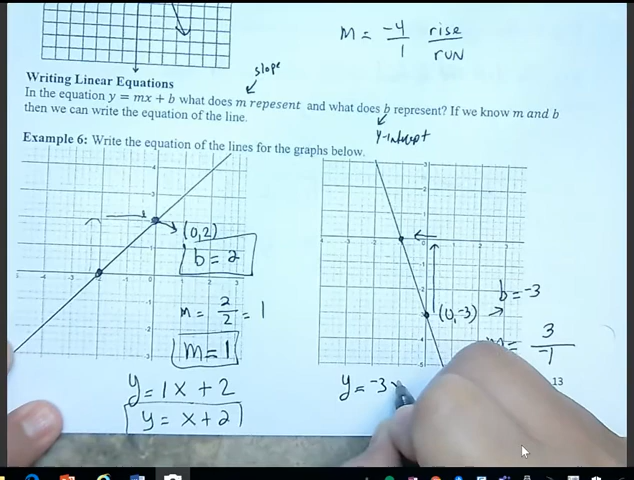 m = -4/1 rise/run
slope
Writing Linear Equations
In the equation y = mx + b what does m repesent and what does b represent? If we know m and b
then we can write the equation of the line.
y-intercept
Example 6: Write the equation of the lines for the graphs below.
(0,2)
b = 2
m = 2/2 = 1
m = 1
y = 1x + 2
y = x + 2
b = -3
(0,-3)
m = 3/-1
y = -3x
13